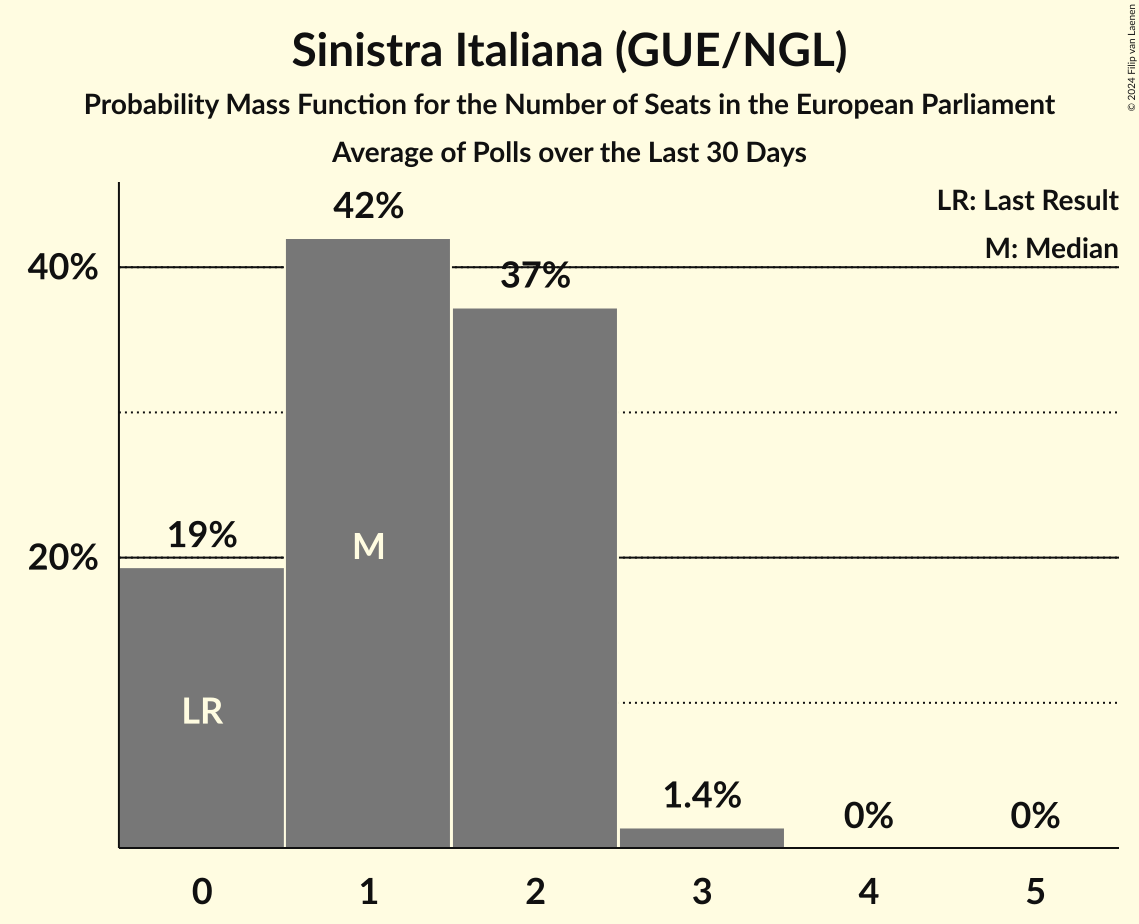 Sinistra Italiana (GUE/NGL)
Probability Mass Function for the Number of Seats in the European Parliament
Average of Polls over the Last 30 Days
© 2024 Filip van Laenen
LR: Last Result
M: Median
42%
40%
37%
19%
20%
M
LR
1.4%
0%
0%
0 1 2 3 4 5